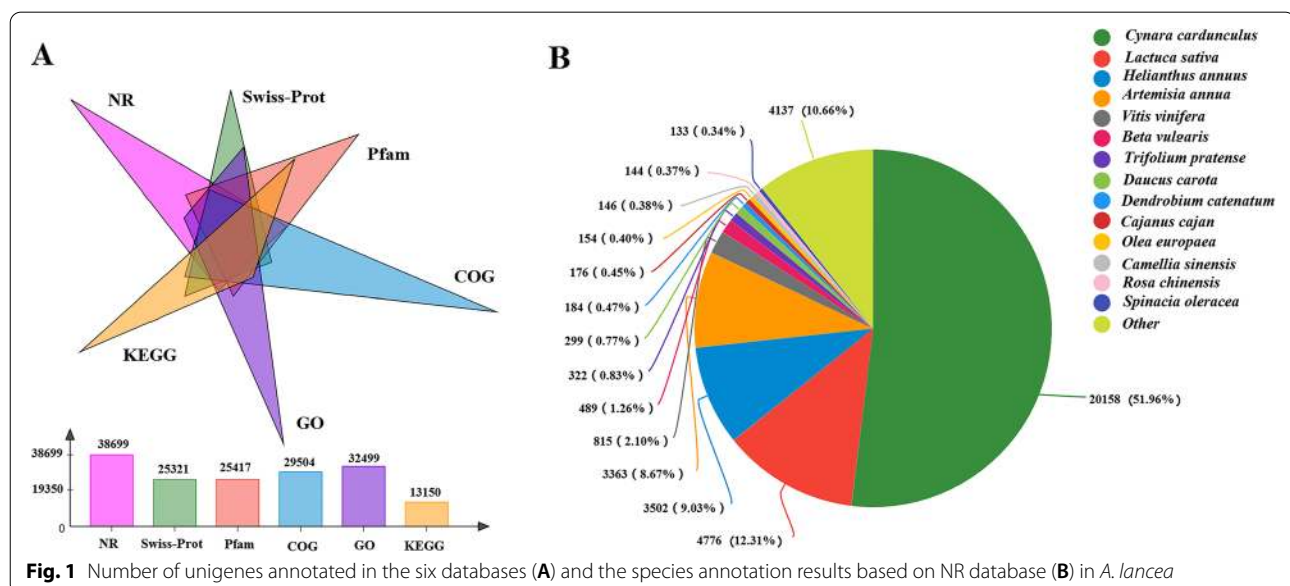 A
NR
Swiss-Prot
Pfam
COG
KEGG
GO
38699
19350
0
38699
25321
25417
29504
32499
13150
NR Swiss-Prot Pfam COG GO KEGG
B
4137 (10.66%)
133 ( 0.34%)
144 ( 0.37%)
146 ( 0.38%)
154 ( 0.40%)
176 ( 0.45%)
184 ( 0.47%)
299 ( 0.77%)
322 ( 0.83%)
489 ( 1.26%)
815 ( 2.10%)
3363 ( 8.67%)
3502 ( 9.03%)
4776 (12.31%)
20158 (51.96%)
Cynara cardunculus
Lactuca sativa
Helianthus annuus
Artemisia annua
Vitis vinifera
Beta vulgaris
Trifolium pratense
Daucus carota
Dendrobium catenatum
Cajanus cajan
Olea europaea
Camellia sinensis
Rosa chinensis
Spinacia oleracea
Other
Fig. 1 Number of unigenes annotated in the six databases (A) and the species annotation results based on NR database (B) in A. lancea